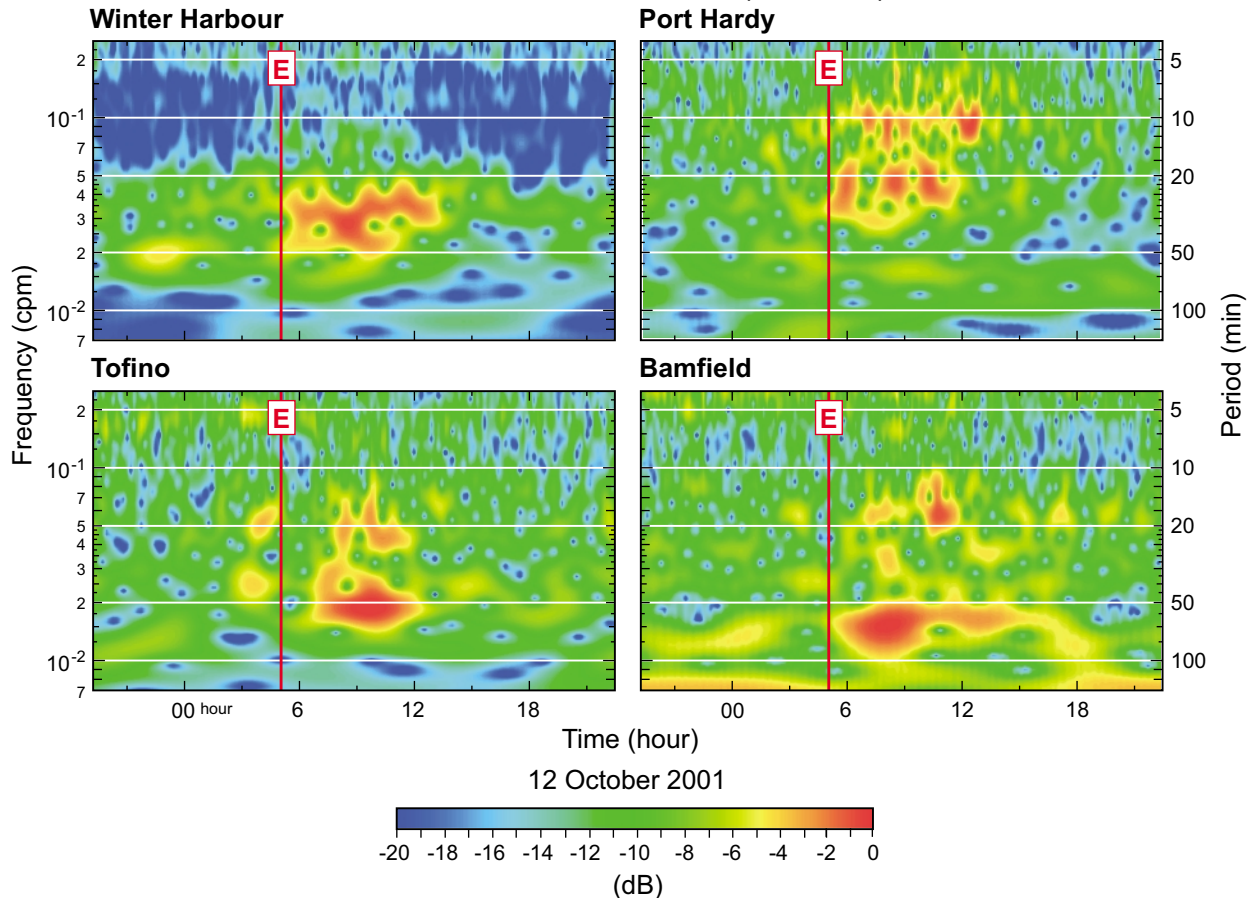 Winter Harbour
Port Hardy
E
E
2
10⁻¹
7
5
4
3
2
10⁻²
7
5
10
20
50
100
Tofino
Bamfield
E
E
2
10⁻¹
7
5
4
3
2
10⁻²
7
5
10
20
50
100
Frequency (cpm)
Period (min)
00 hour 6 12 18
00 6 12 18
Time (hour)
12 October 2001
-20 -18 -16 -14 -12 -10 -8 -6 -4 -2 0
(dB)